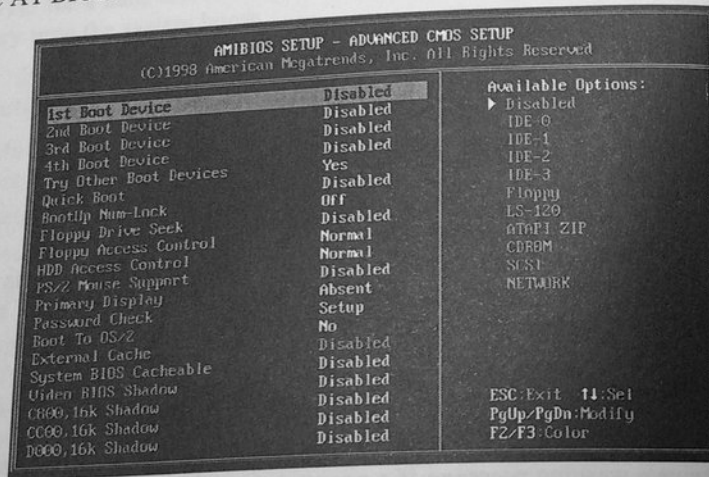 AMIBIOS SETUP - ADVANCED CMOS SETUP
(C)1998 American Megatrends, Inc. All Rights Reserved
1st Boot Device Disabled
2nd Boot Device Disabled
3rd Boot Device Disabled
4th Boot Device Disabled
Try Other Boot Devices Yes
Quick Boot Disabled
BootUp Num-Lock Off
Floppy Drive Seek Disabled
Floppy Access Control Normal
HDD Access Control Normal
PS/2 Mouse Support Disabled
Primary Display Absent
Password Check Setup
Boot To OS/2 No
External Cache Disabled
System BIOS Cacheable Disabled
Video BIOS Shadow Disabled
C800,16k Shadow Disabled
CC00,16k Shadow Disabled
D000,16k Shadow Disabled
Available Options:
▶ Disabled
IDE-0
IDE-1
IDE-2
IDE-3
Floppy
LS-120
ATAPI ZIP
CDROM
SCSI
NETWORK
ESC:Exit ↑↓:Sel
PgUp/PgDn:Modify
F2/F3:Color